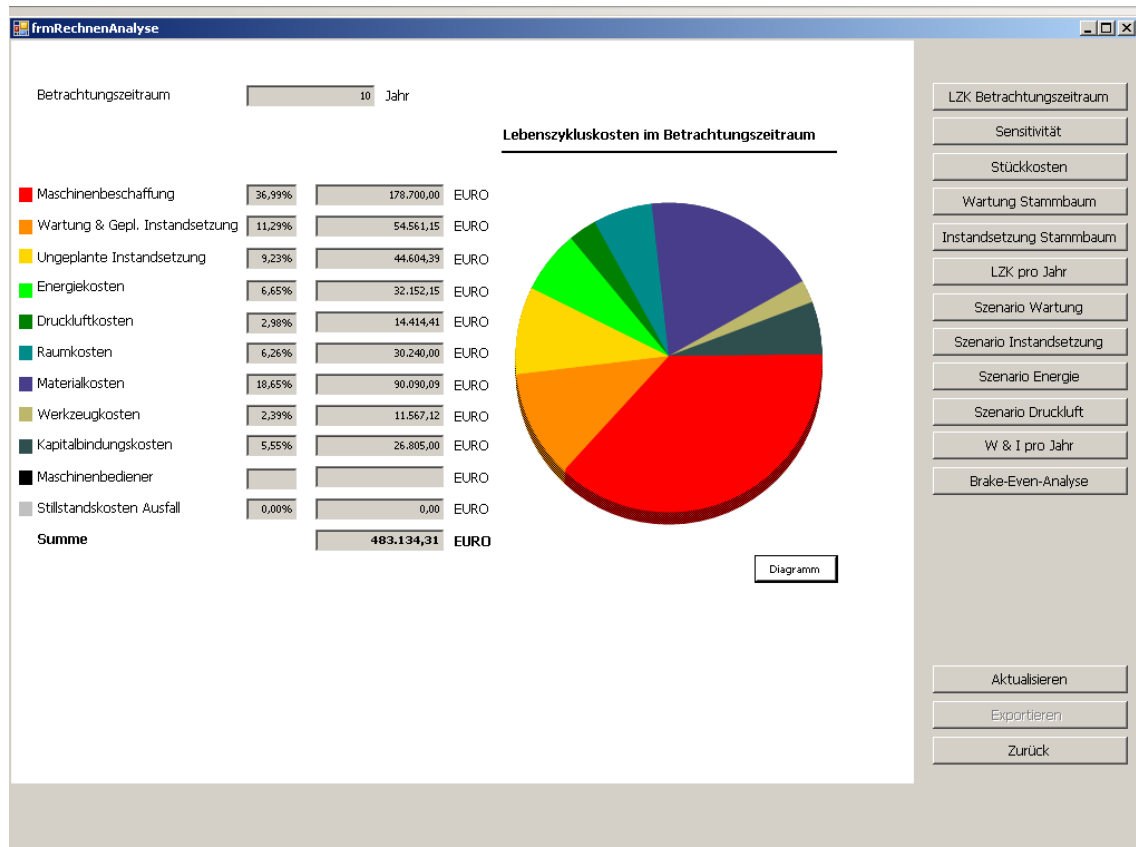 frmRechnenAnalyse
Betrachtungszeitraum 10 Jahr
Lebenszykluskosten im Betrachtungszeitraum
Maschinenbeschaffung 36,99% 178.700,00 EURO
Wartung & Gepl. Instandsetzung 11,29% 54.561,15 EURO
Ungeplante Instandsetzung 9,23% 44.604,39 EURO
Energiekosten 6,65% 32.152,15 EURO
Druckluftkosten 2,98% 14.414,41 EURO
Raumkosten 6,26% 30.240,00 EURO
Materialkosten 18,65% 90.090,09 EURO
Werkzeugkosten 2,39% 11.567,12 EURO
Kapitalbindungskosten 5,55% 26.805,00 EURO
Maschinenbediener EURO
Stillstandskosten Ausfall 0,00% 0,00 EURO
Summe 483.134,31 EURO
Diagramm
LZK Betrachtungszeitraum
Sensitivität
Stückkosten
Wartung Stammbaum
Instandsetzung Stammbaum
LZK pro Jahr
Szenario Wartung
Szenario Instandsetzung
Szenario Energie
Szenario Druckluft
W & I pro Jahr
Brake-Even-Analyse
Aktualisieren
Exportieren
Zurück